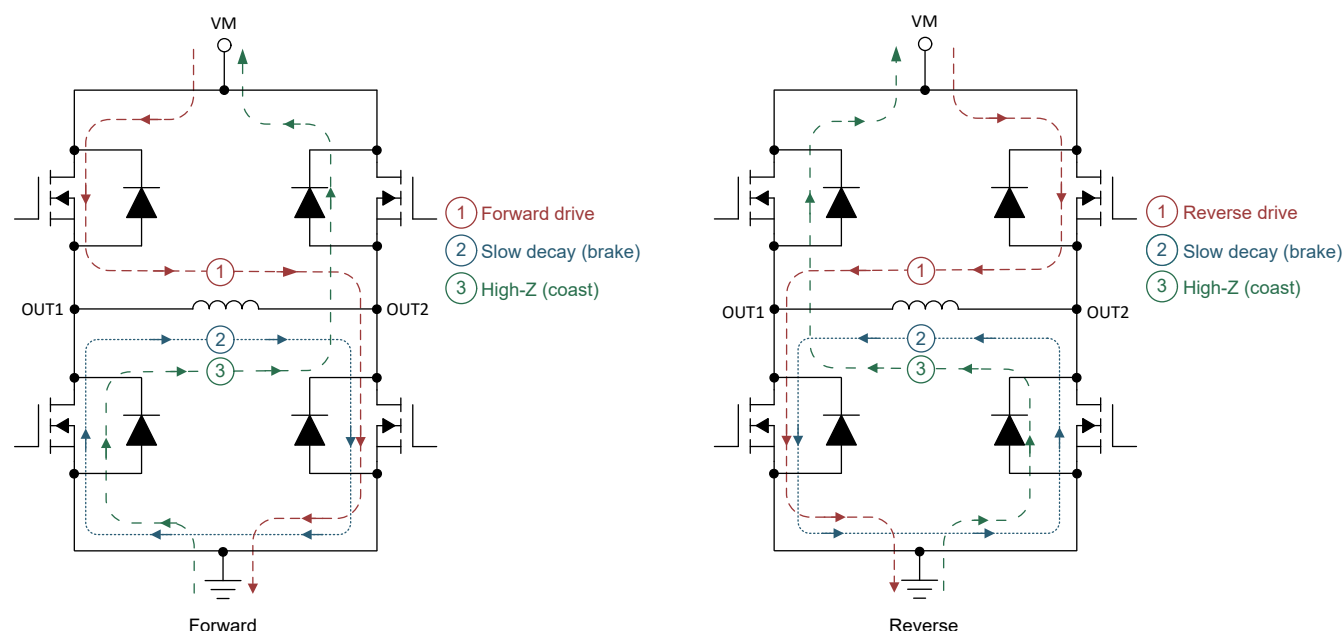 VM
1 Forward drive
2 Slow decay (brake)
3 High-Z (coast)
1
OUT1
OUT2
2
3
Forward
VM
1 Reverse drive
2 Slow decay (brake)
3 High-Z (coast)
1
OUT1
OUT2
2
3
Reverse